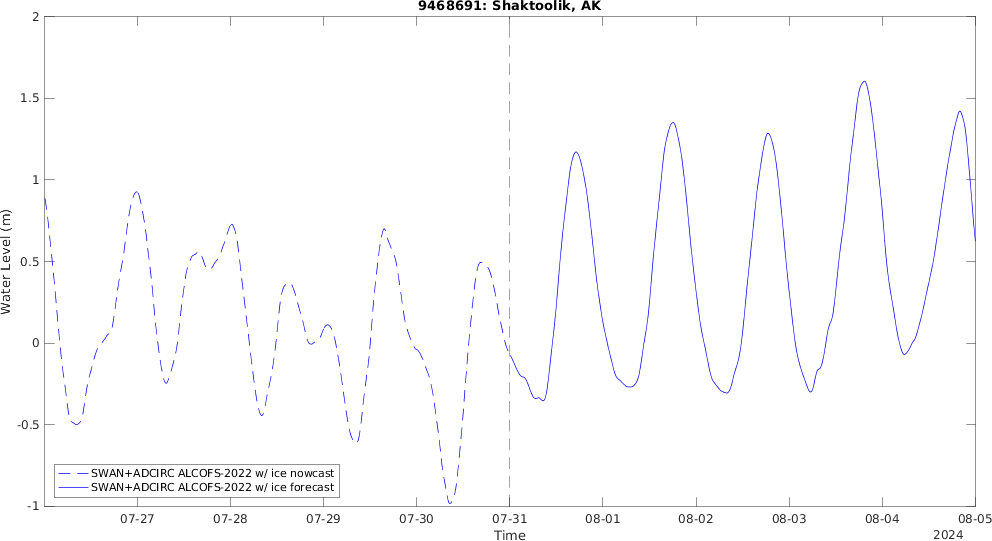 9468691: Shaktoolik, AK
2
1.5
1
0.5
0
-0.5
-1
Water Level (m)
SWAN+ADCIRC ALCOFS-2022 w/ ice nowcast
SWAN+ADCIRC ALCOFS-2022 w/ ice forecast
07-27 07-28 07-29 07-30 07-31 08-01 08-02 08-03 08-04 08-05
Time
2024